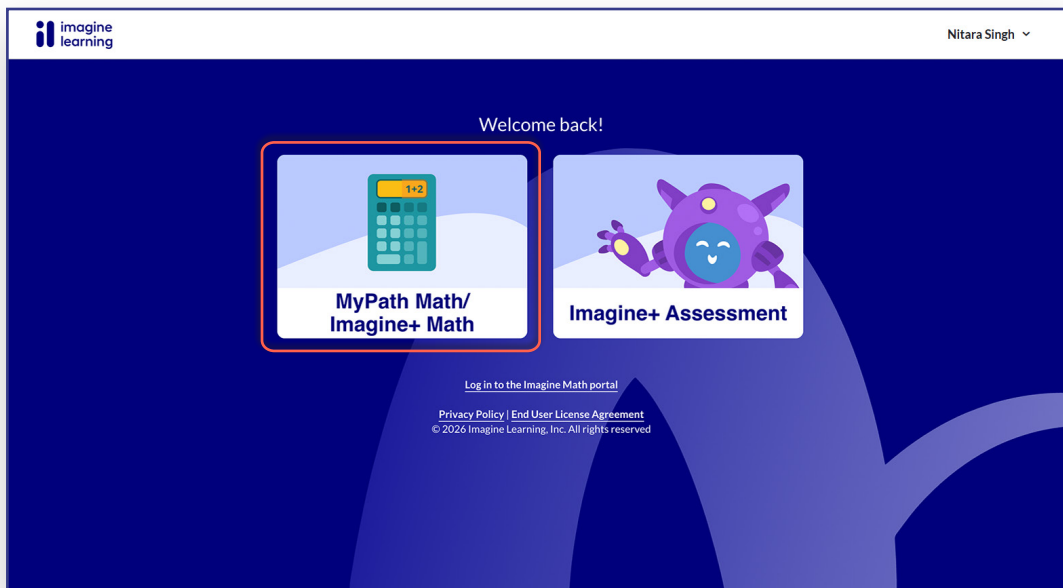 imagine
learning
Nitara Singh
Welcome back!
1+2
MyPath Math/
Imagine+ Math
Imagine+ Assessment
Log in to the Imagine Math portal
Privacy Policy | End User License Agreement
© 2026 Imagine Learning, Inc. All rights reserved